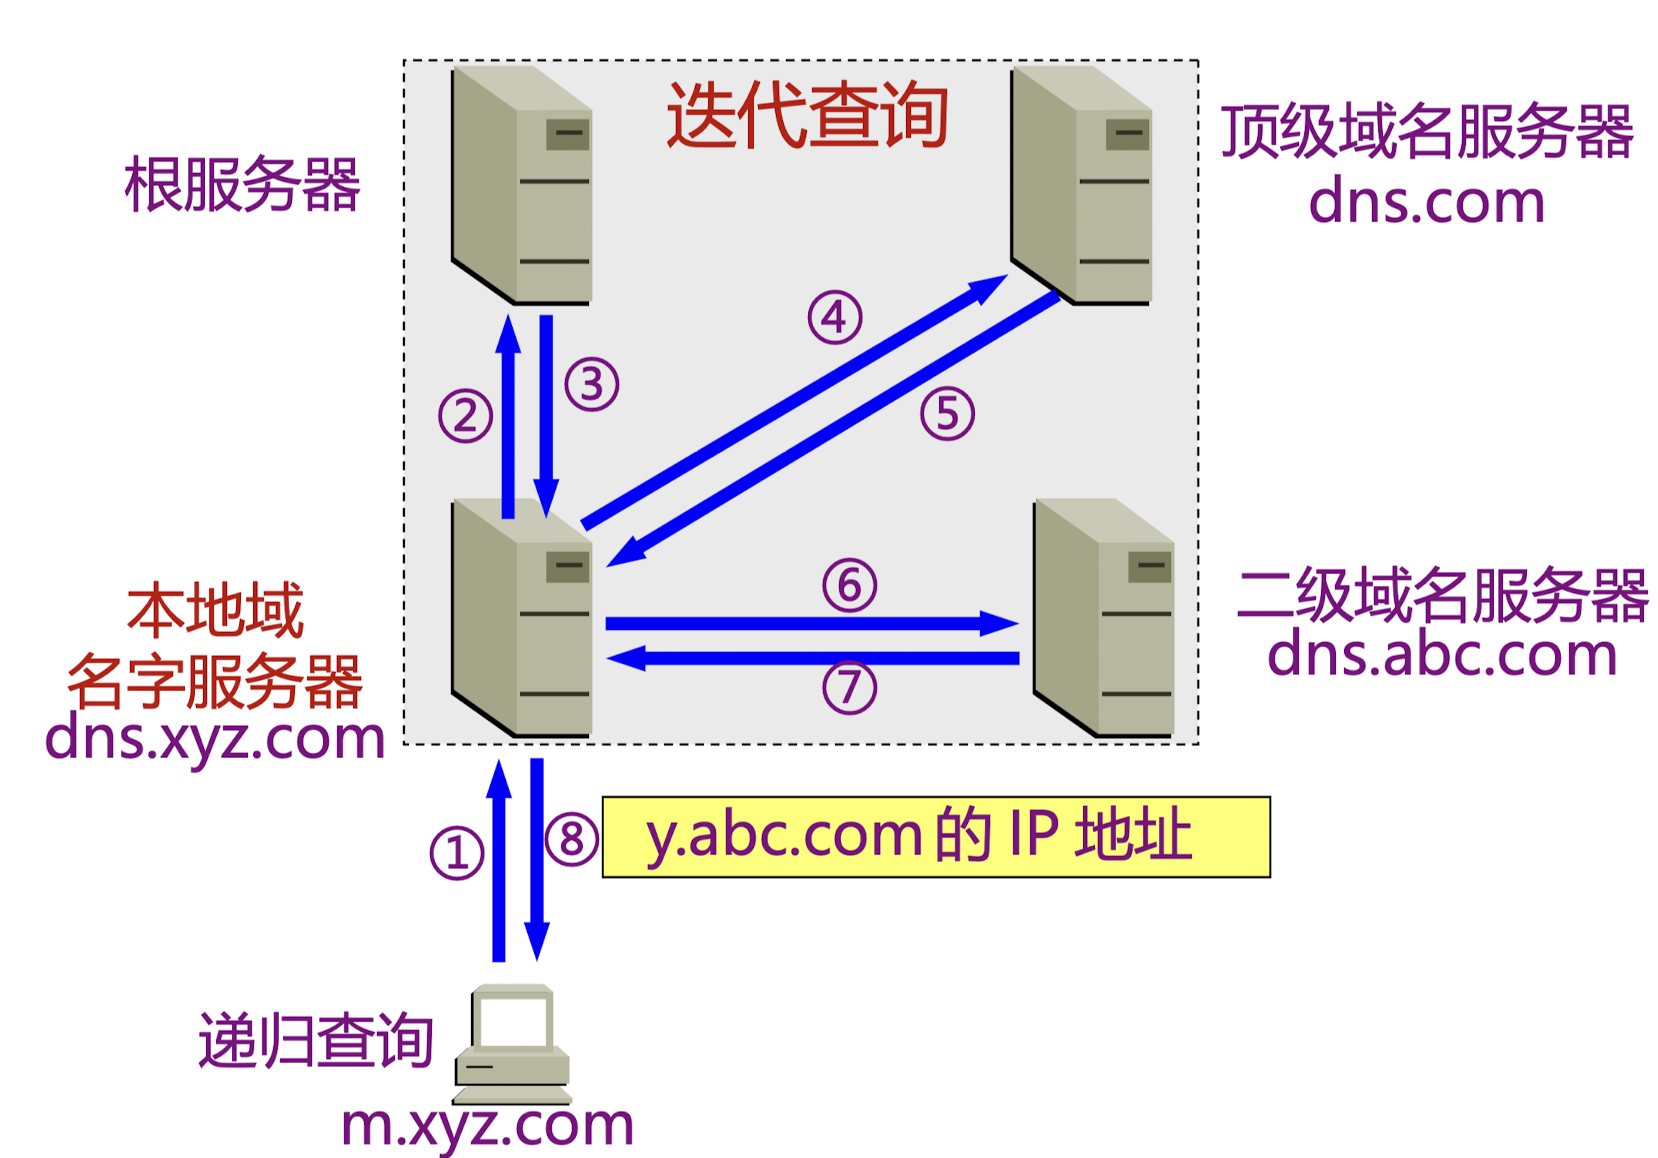 迭代查询
根服务器
顶级域名服务器
dns.com
④
③
②
⑤
本地域
名字服务器
dns.xyz.com
⑥
⑦
二级域名服务器
dns.abc.com
①
⑧
y.abc.com 的 IP 地址
递归查询
m.xyz.com